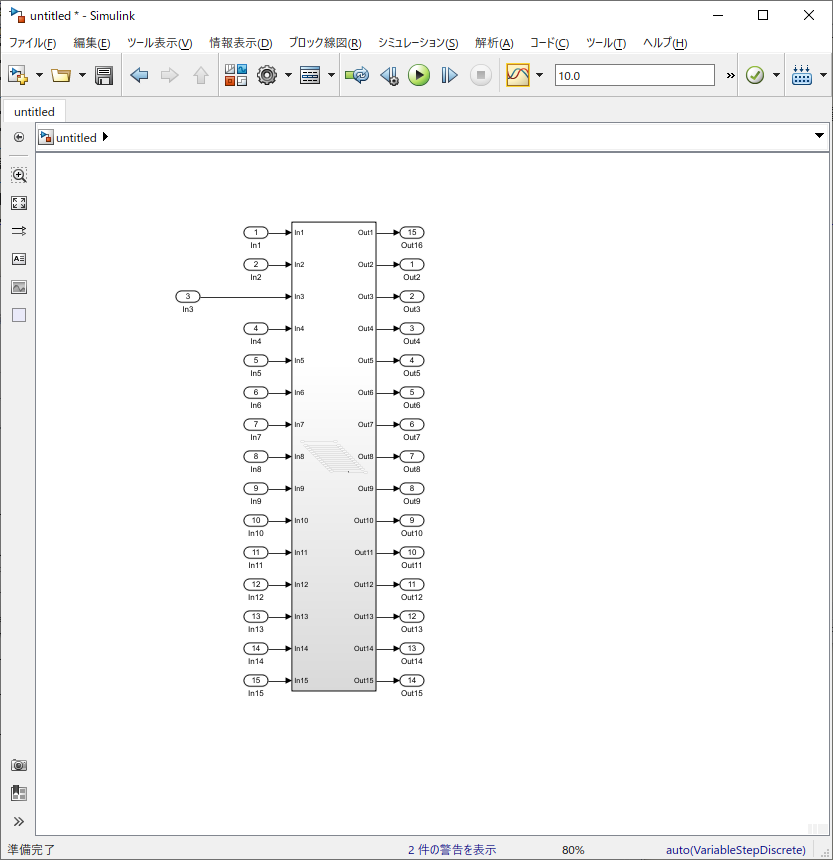 untitled * - Simulink
ファイル(F) 編集(E) ツール表示(V) 情報表示(D) ブロック線図(R) シミュレーション(S) 解析(A) コード(C) ツール(T) ヘルプ(H)
10.0 »
untitled
untitled
1 In1 Out1 15
In1 Out16
2 In2 Out2 1
In2 Out2
3 In3 Out3 2
In3 Out3
4 In4 Out4 3
In4 Out4
5 In5 Out5 4
In5 Out5
6 In6 Out6 5
In6 Out6
7 In7 Out7 6
In7 Out7
8 In8 Out8 7
In8 Out8
9 In9 Out9 8
In9 Out9
10 In10 Out10 9
In10 Out10
11 In11 Out11 10
In11 Out11
12 In12 Out12 11
In12 Out12
13 In13 Out13 12
In13 Out13
14 In14 Out14 13
In14 Out14
15 In15 Out15 14
In15 Out15
準備完了 2 件の警告を表示 80% auto(VariableStepDiscrete)